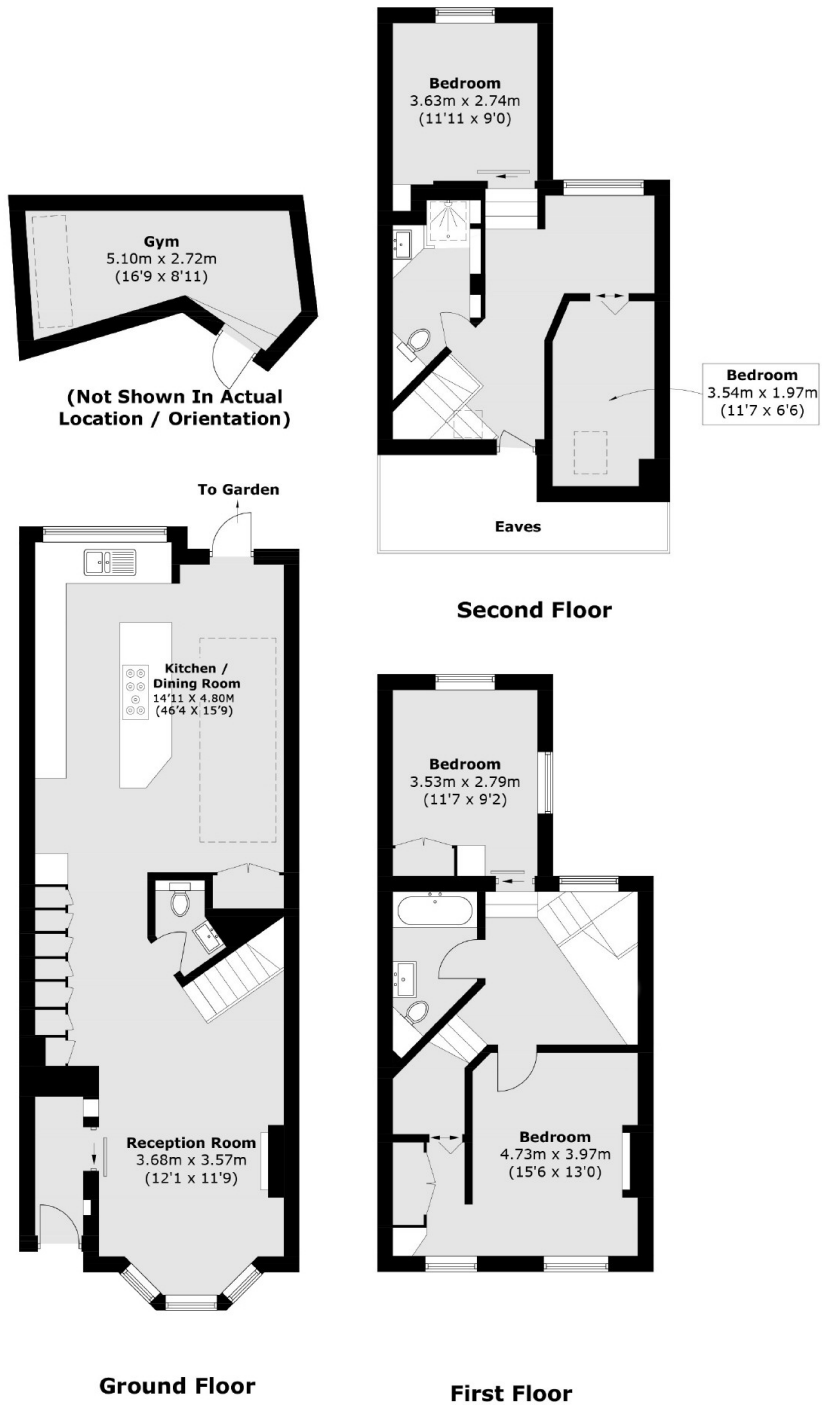 Bedroom
3.63m x 2.74m
(11'11 x 9'0)
Gym
5.10m x 2.72m
(16'9 x 8'11)
(Not Shown In Actual
Location / Orientation)
Bedroom
3.54m x 1.97m
(11'7 x 6'6)
Eaves
Second Floor
To Garden
Kitchen /
Dining Room
14'11 X 4.80M
(46'4 X 15'9)
Reception Room
3.68m x 3.57m
(12'1 x 11'9)
Ground Floor
Bedroom
3.53m x 2.79m
(11'7 x 9'2)
Bedroom
4.73m x 3.97m
(15'6 x 13'0)
First Floor